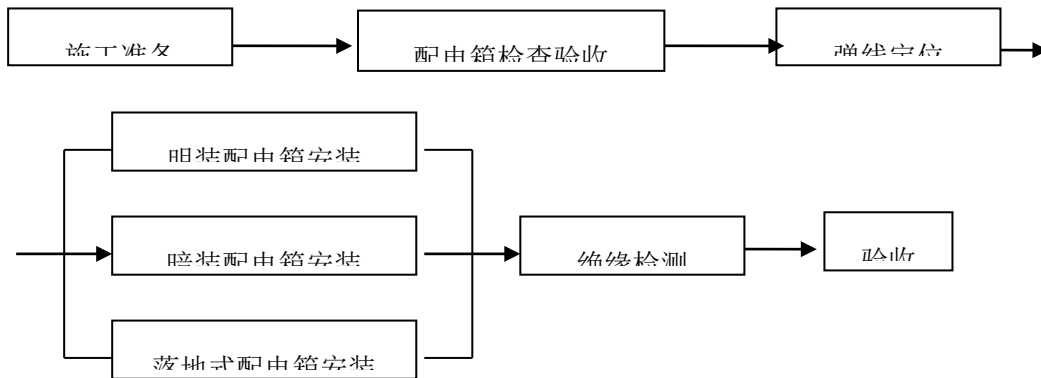 施工准备
配电箱检查验收
弹线定位
明装配电箱安装
暗装配电箱安装
绝缘检测
验收
落地式配电箱安装